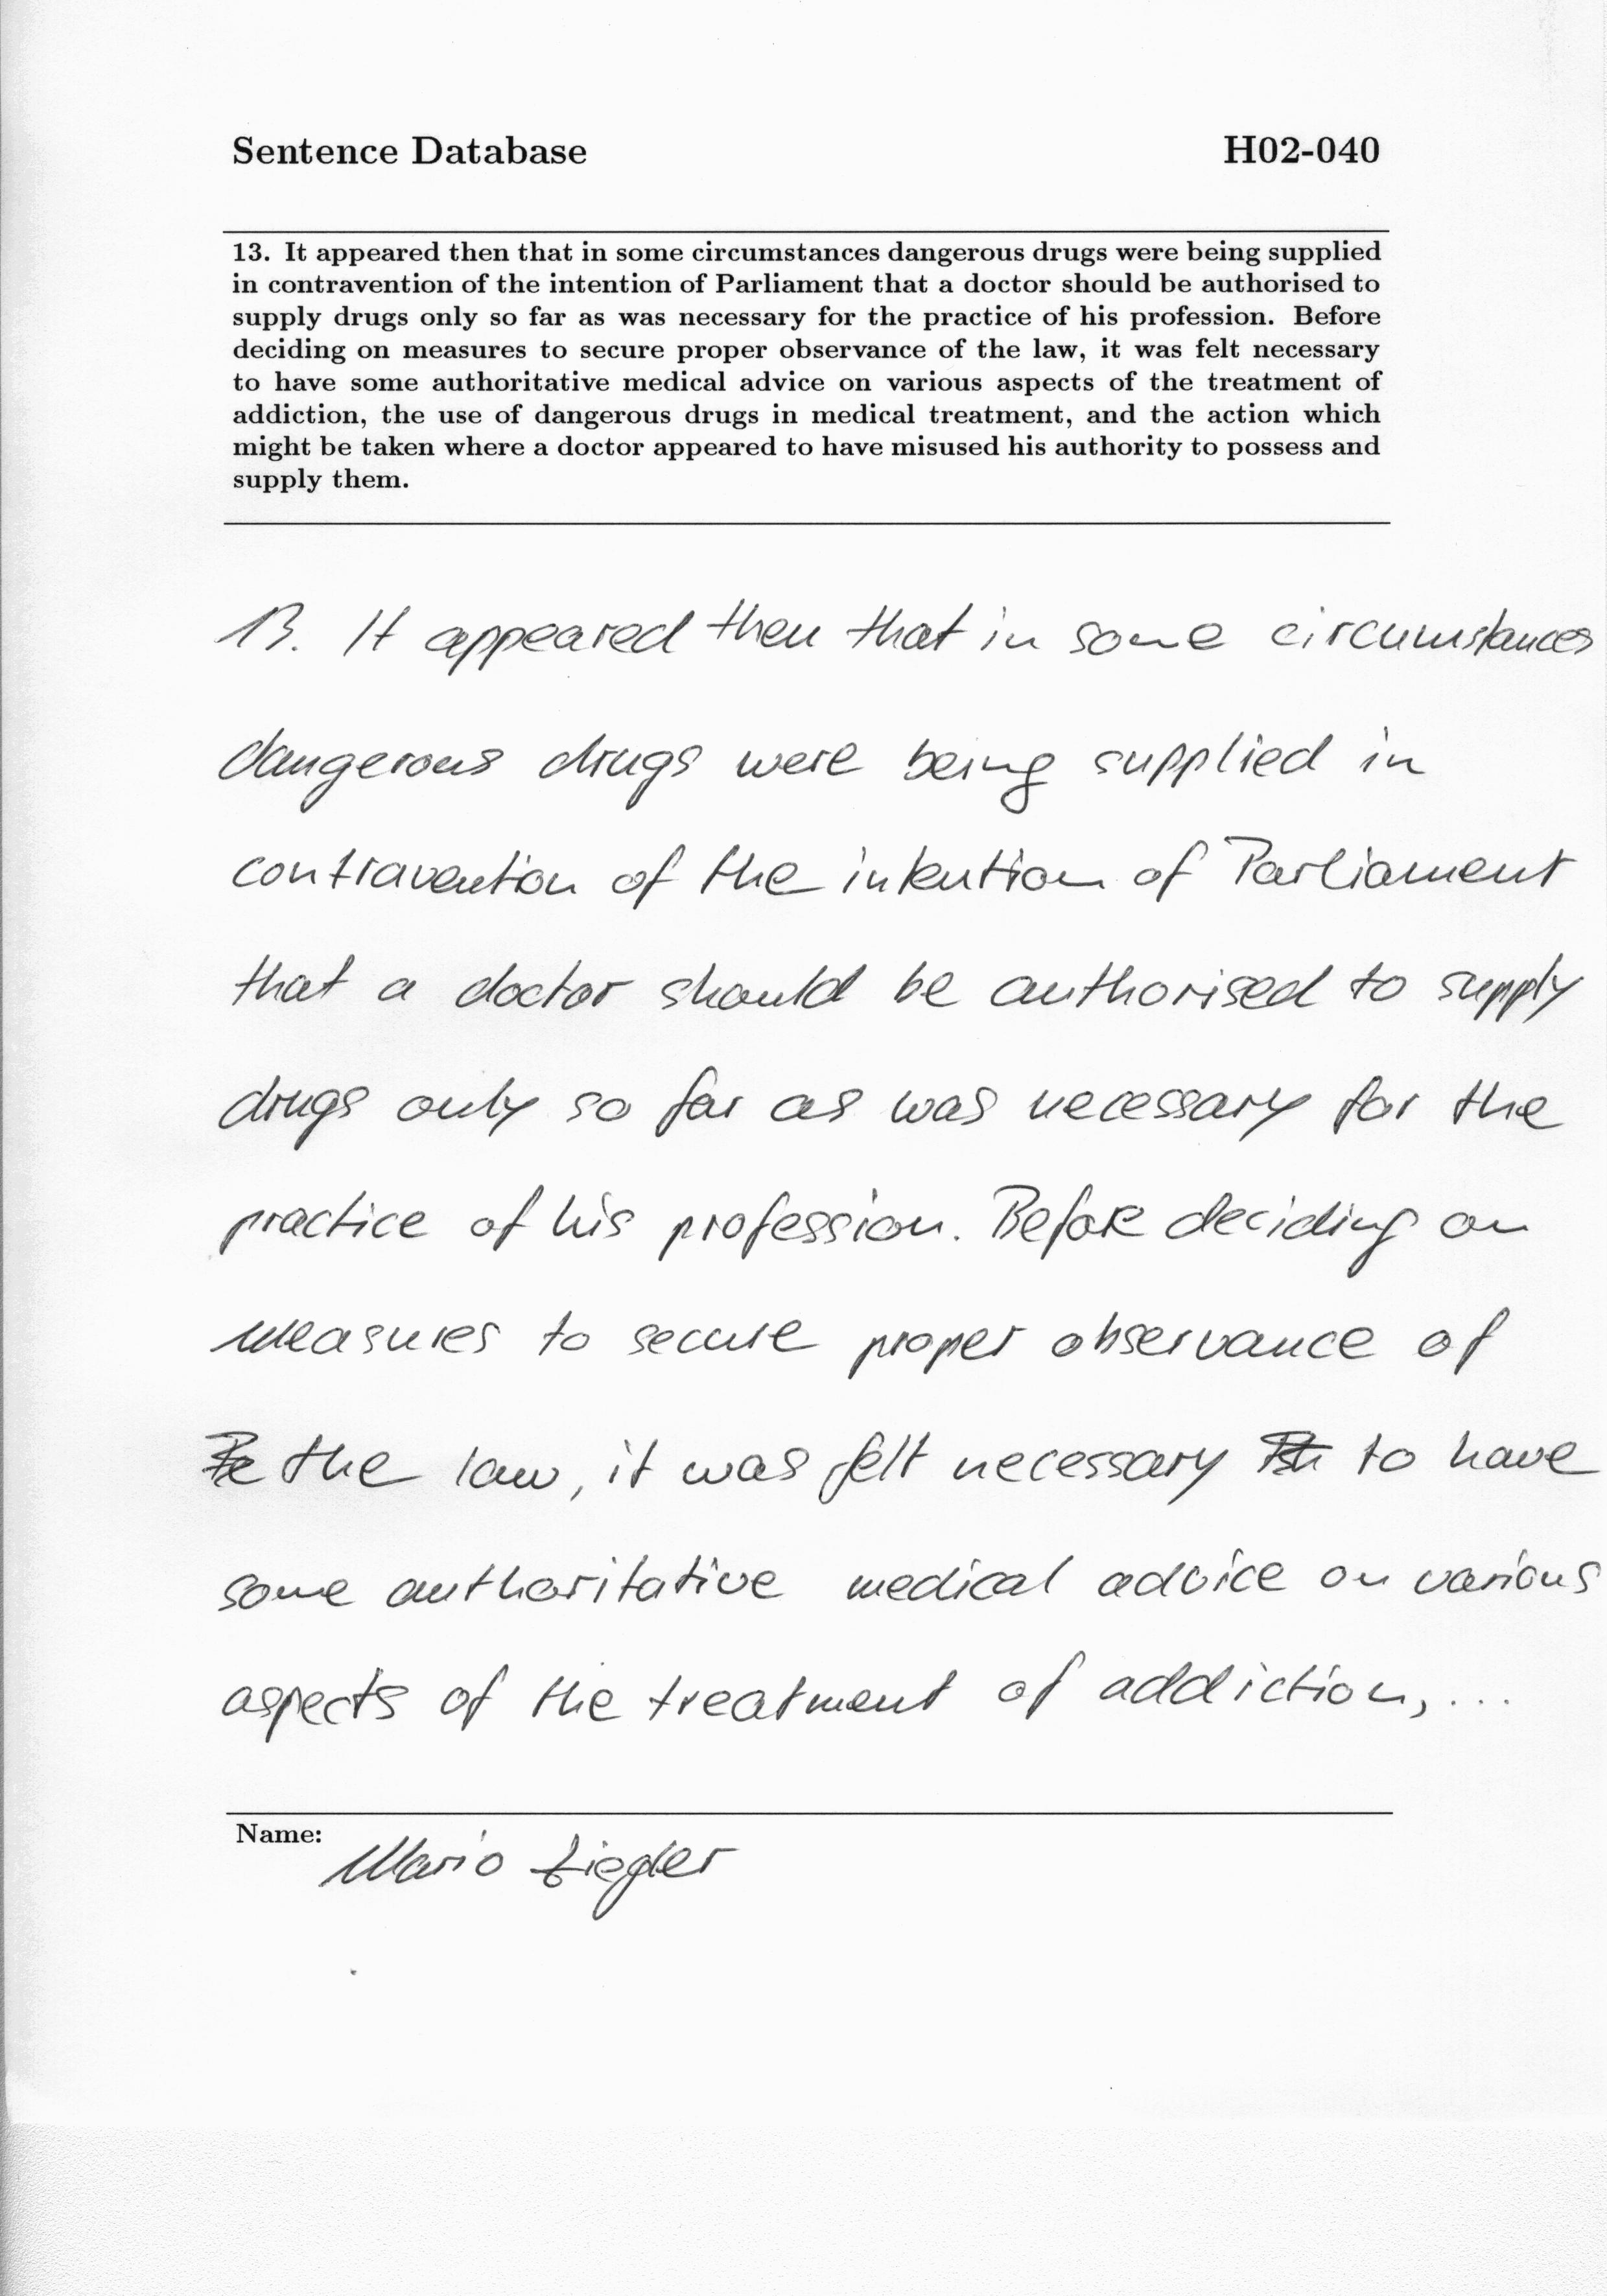 Sentence Database H02-040
13. It appeared then that in some circumstances dangerous drugs were being supplied
in contravention of the intention of Parliament that a doctor should be authorised to
supply drugs only so far as was necessary for the practice of his profession. Before
deciding on measures to secure proper observance of the law, it was felt necessary
to have some authoritative medical advice on various aspects of the treatment of
addiction, the use of dangerous drugs in medical treatment, and the action which
might be taken where a doctor appeared to have misused his authority to possess and
supply them.
13. It appeared then that in some circumstances
dangerous drugs were being supplied in
contravention of the intention of Parliament
that a doctor should be authorised to supply
drugs only so far as was necessary for the
practice of his profession. Before deciding on
measures to secure proper observance of
the law, it was felt necessary to have
some authoritative medical advice on various
aspects of the treatment of addiction, ...
Name: Mario Ziegler